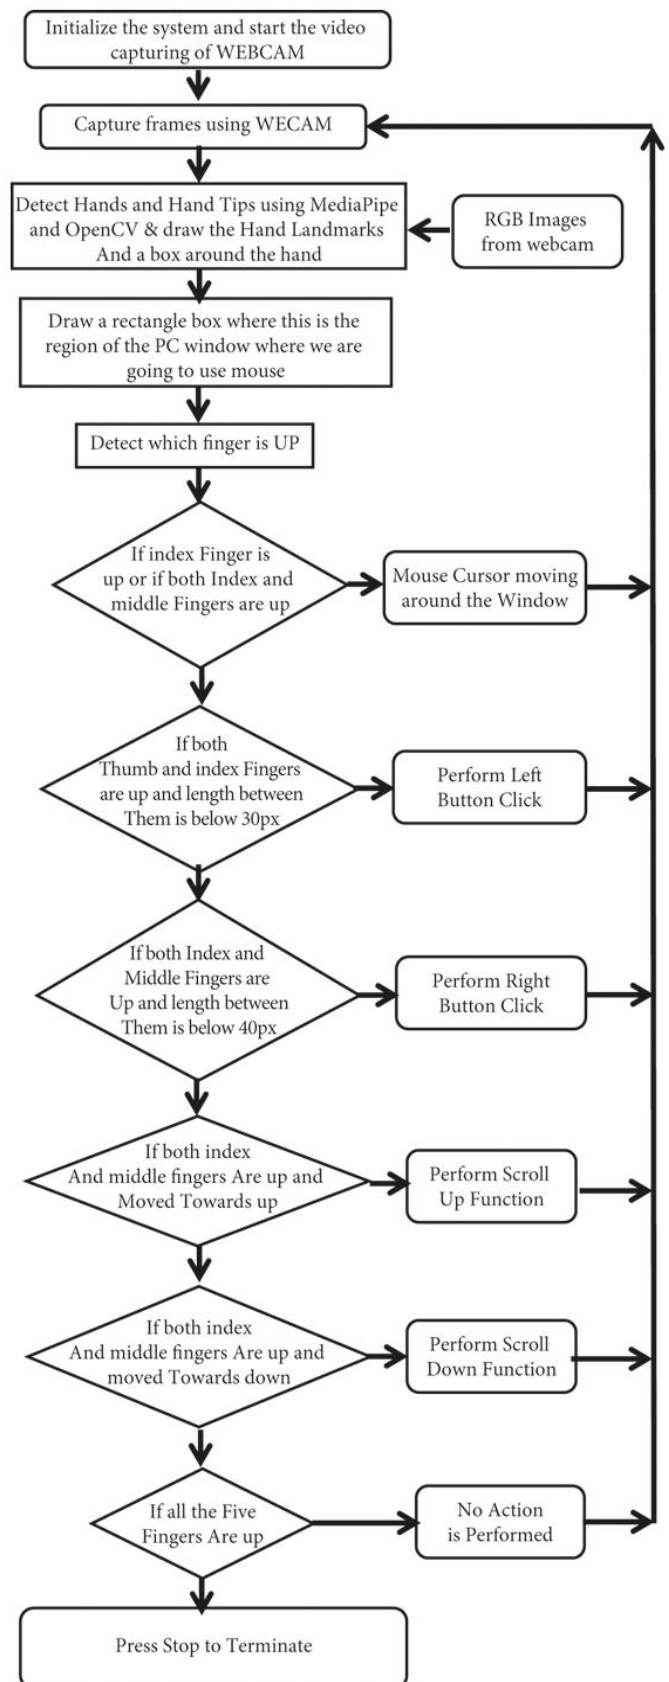 Initialize the system and start the video
capturing of WEBCAM
Capture frames using WECAM
Detect Hands and Hand Tips using MediaPipe
and OpenCV & draw the Hand Landmarks
And a box around the hand
RGB Images
from webcam
Draw a rectangle box where this is the
region of the PC window where we are
going to use mouse
Detect which finger is UP
If index Finger is
up or if both Index and
middle Fingers are up
Mouse Cursor moving
around the Window
If both
Thumb and index Fingers
are up and length between
Them is below 30px
Perform Left
Button Click
If both Index and
Middle Fingers are
Up and length between
Them is below 40px
Perform Right
Button Click
If both index
And middle fingers Are up and
Moved Towards up
Perform Scroll
Up Function
If both index
And middle fingers Are up and
moved Towards down
Perform Scroll
Down Function
If all the Five
Fingers Are up
No Action
is Performed
Press Stop to Terminate